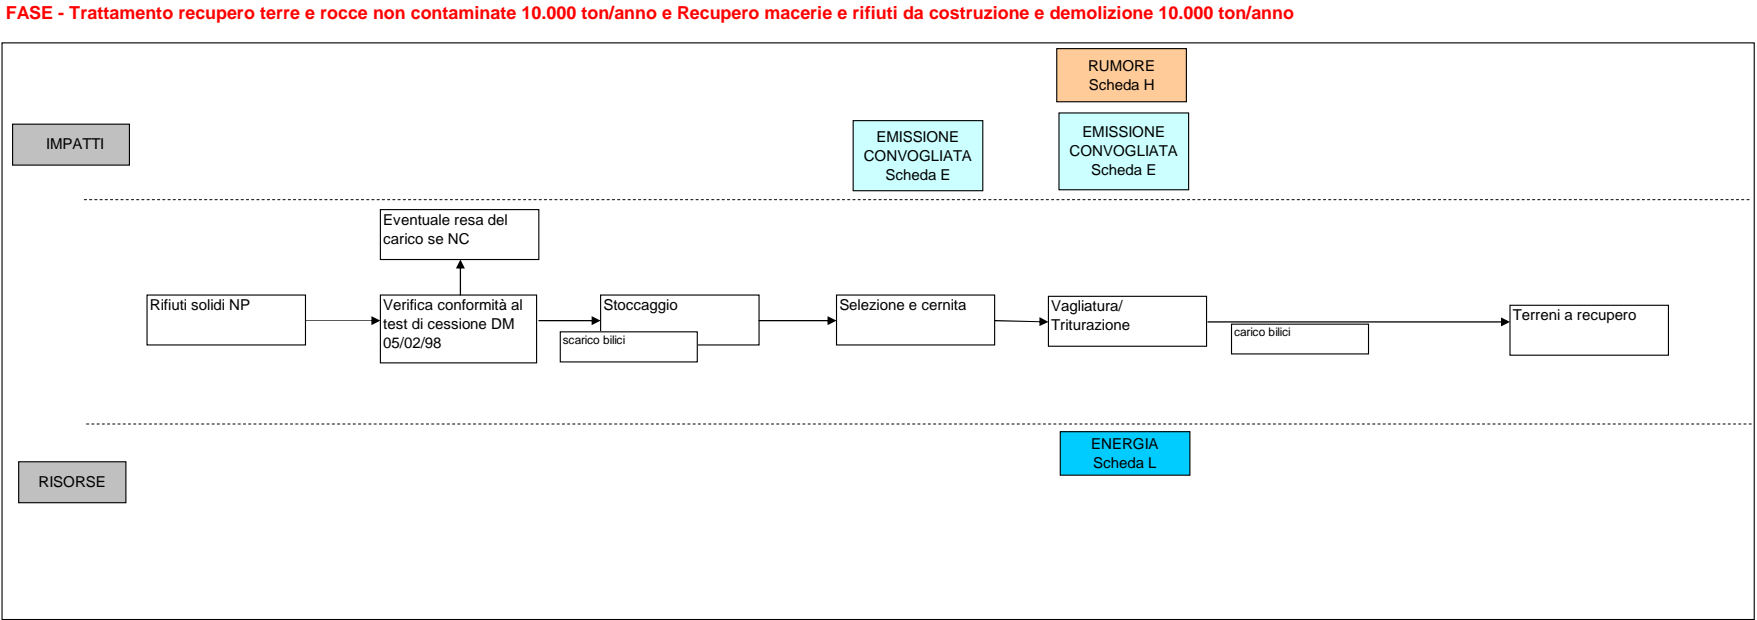 FASE - Trattamento recupero terre e rocce non contaminate 10.000 ton/anno e Recupero macerie e rifiuti da costruzione e demolizione 10.000 ton/anno
RUMORE
Scheda H
IMPATTI
EMISSIONE
CONVOGLIATA
Scheda E
EMISSIONE
CONVOGLIATA
Scheda E
Eventuale resa del
carico se NC
Rifiuti solidi NP
Verifica conformità al
test di cessione DM
05/02/98
Stoccaggio
scarico bilici
Selezione e cernita
Vagliatura/
Triturazione
carico bilici
Terreni a recupero
ENERGIA
Scheda L
RISORSE